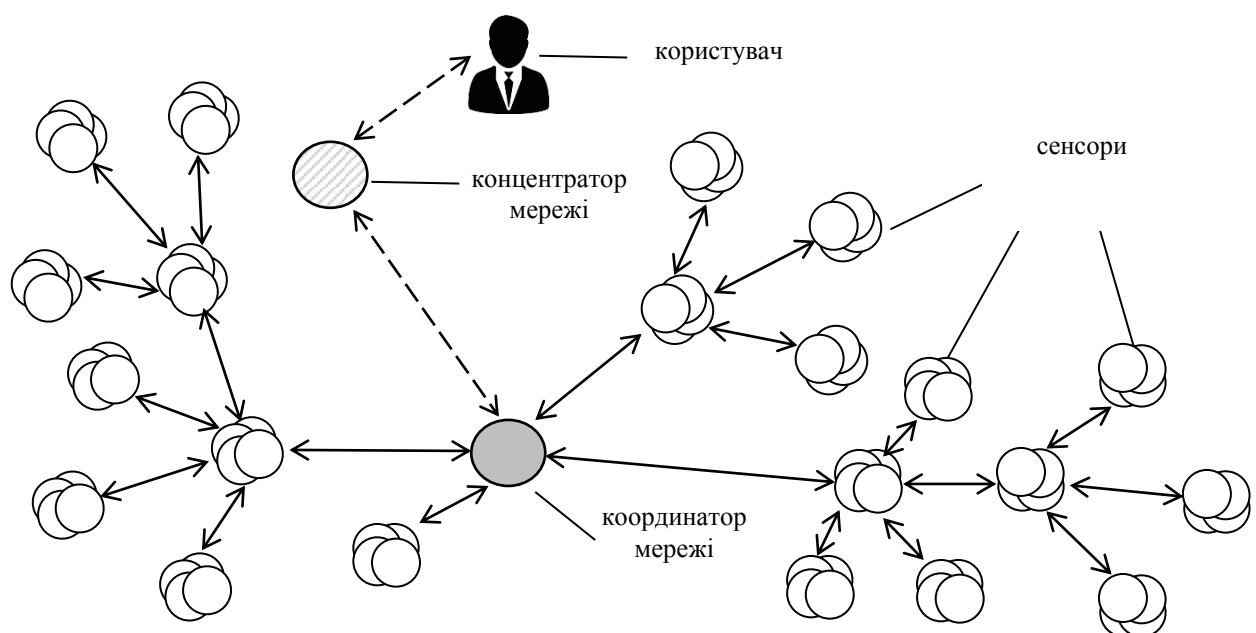 користувач
сенсори
концентратор
мережі
координатор
мережі